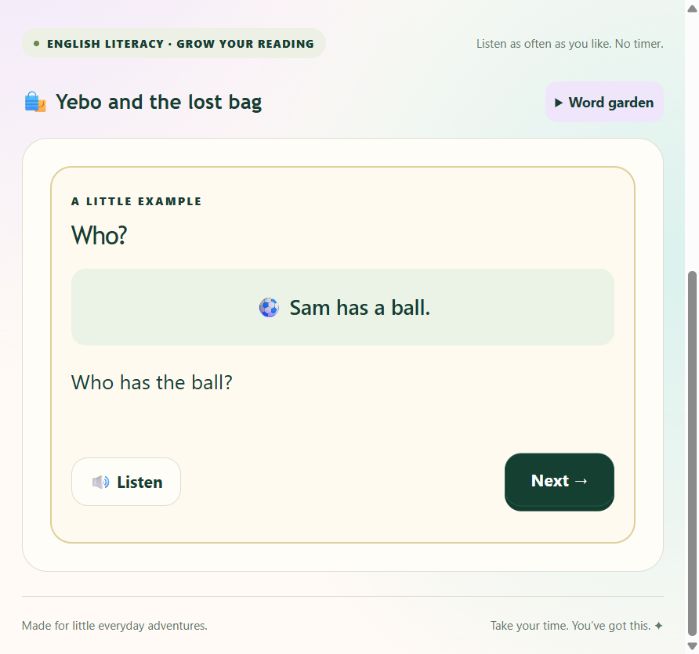 ENGLISH LITERACY · GROW YOUR READING
Listen as often as you like. No timer.
Yebo and the lost bag
▶ Word garden
A LITTLE EXAMPLE
Who?
Sam has a ball.
Who has the ball?
Listen
Next →
Made for little everyday adventures.
Take your time. You've got this. ✦